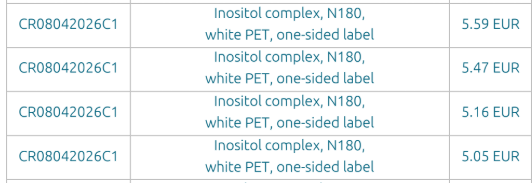 Inositol complex, N180,
CR08042026C1 5.59 EUR
white PET, one-sided label
Inositol complex, N180,
CR08042026C1 5.47 EUR
white PET, one-sided label
Inositol complex, N180,
CR08042026C1 5.16 EUR
white PET, one-sided label
Inositol complex, N180,
CR08042026C1 5.05 EUR
white PET, one-sided label